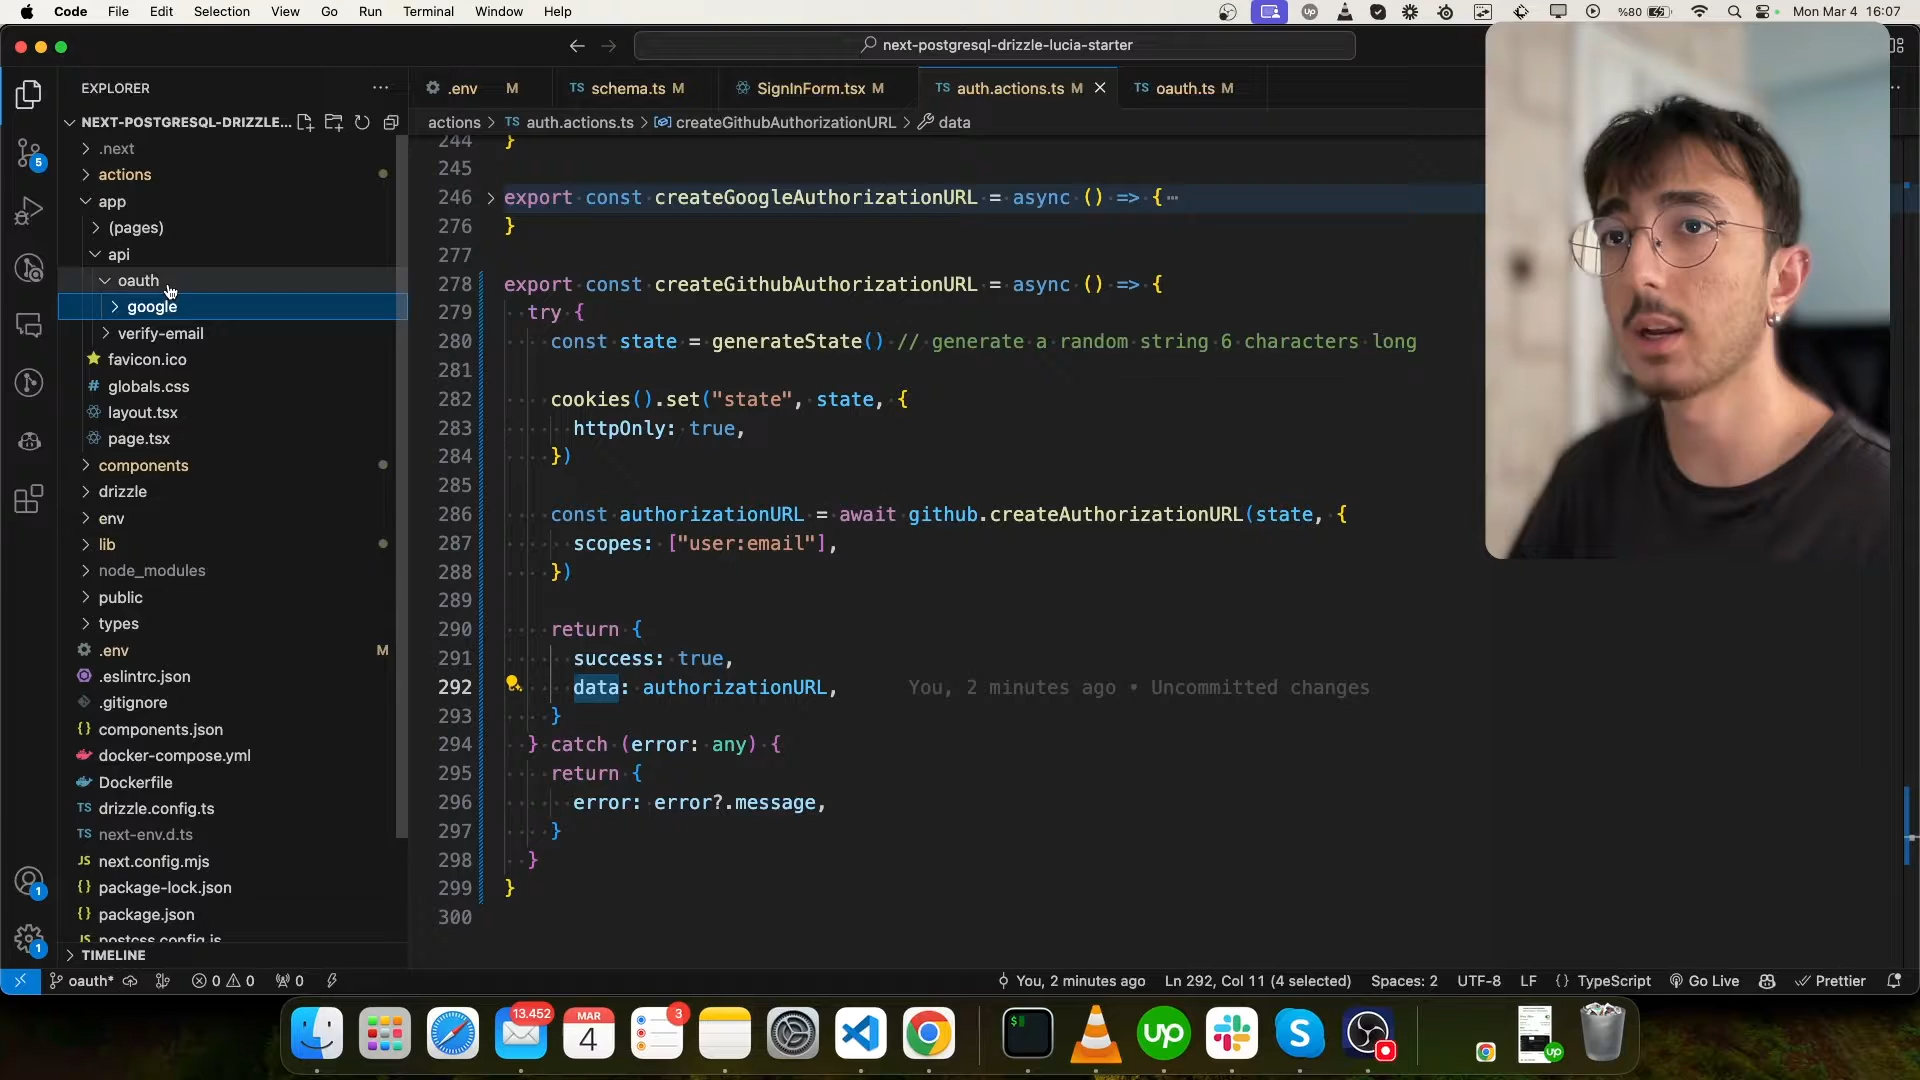 Code File Edit Selection View Go Run Terminal Window Help
%80 Mon Mar 4 16:07
next-postgresql-drizzle-lucia-starter
EXPLORER
.env M
TS schema.ts M
SignInForm.tsx M
TS auth.actions.ts M
TS oauth.ts M
NEXT-POSTGRESQL-DRIZZLE...
actions > TS auth.actions.ts > createGithubAuthorizationURL > data
.next
actions
app
(pages)
api
oauth
google
verify-email
favicon.ico
# globals.css
layout.tsx
page.tsx
components
drizzle
env
lib
node_modules
public
types
.env M
.eslintrc.json
.gitignore
{} components.json
docker-compose.yml
Dockerfile
TS drizzle.config.ts
TS next-env.d.ts
JS next.config.mjs
{} package-lock.json
{} package.json
JS postcss.config.js
TIMELINE
5
1
1
244 }
245
246 export const createGoogleAuthorizationURL = async () => {⋯
276 }
277
278 export const createGithubAuthorizationURL = async () => {
279 try {
280 const state = generateState() // generate a random string 6 characters long
281
282 cookies().set("state", state, {
283 httpOnly: true,
284 })
285
286 const authorizationURL = await github.createAuthorizationURL(state, {
287 scopes: ["user:email"],
288 })
289
290 return {
291 success: true,
292 data: authorizationURL, You, 2 minutes ago • Uncommitted changes
293 }
294 } catch (error: any) {
295 return {
296 error: error?.message,
297 }
298 }
299 }
300
oauth* 0 0 0 You, 2 minutes ago Ln 292, Col 11 (4 selected) Spaces: 2 UTF-8 LF {} TypeScript Go Live Prettier
13.452
MAR
4
3
$
up
S
up